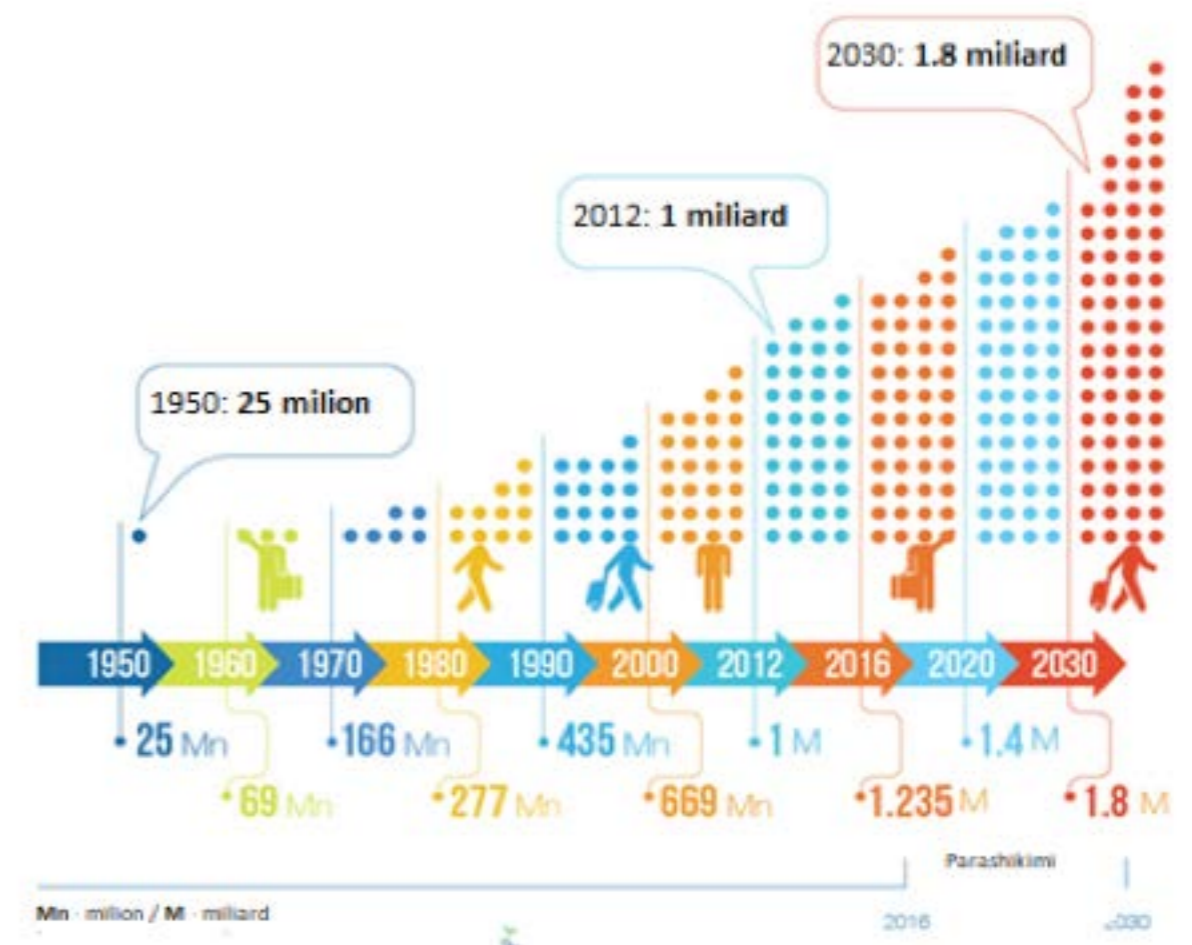 2030: 1.8 miliard
2012: 1 miliard
1950: 25 milion
1950 1960 1970 1980 1990 2000 2012 2016 2020 2030
25 Mn 166 Mn 435 Mn 1 M 1.4 M
69 Mn 277 Mn 669 Mn 1.235 M 1.8 M
Parashikimi
Mn - milion / M - miliard
2016 2030